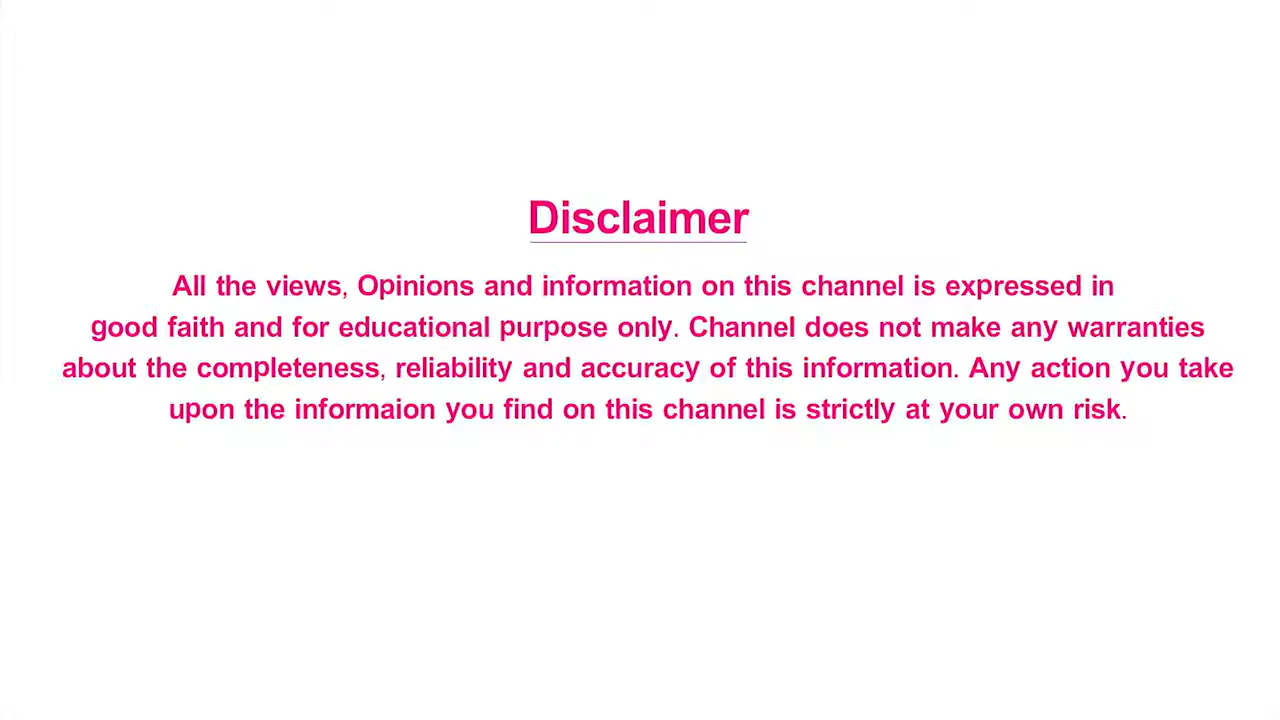 Disclaimer
All the views, Opinions and information on this channel is expressed in
good faith and for educational purpose only. Channel does not make any warranties
about the completeness, reliability and accuracy of this information. Any action you take
upon the informaion you find on this channel is strictly at your own risk.